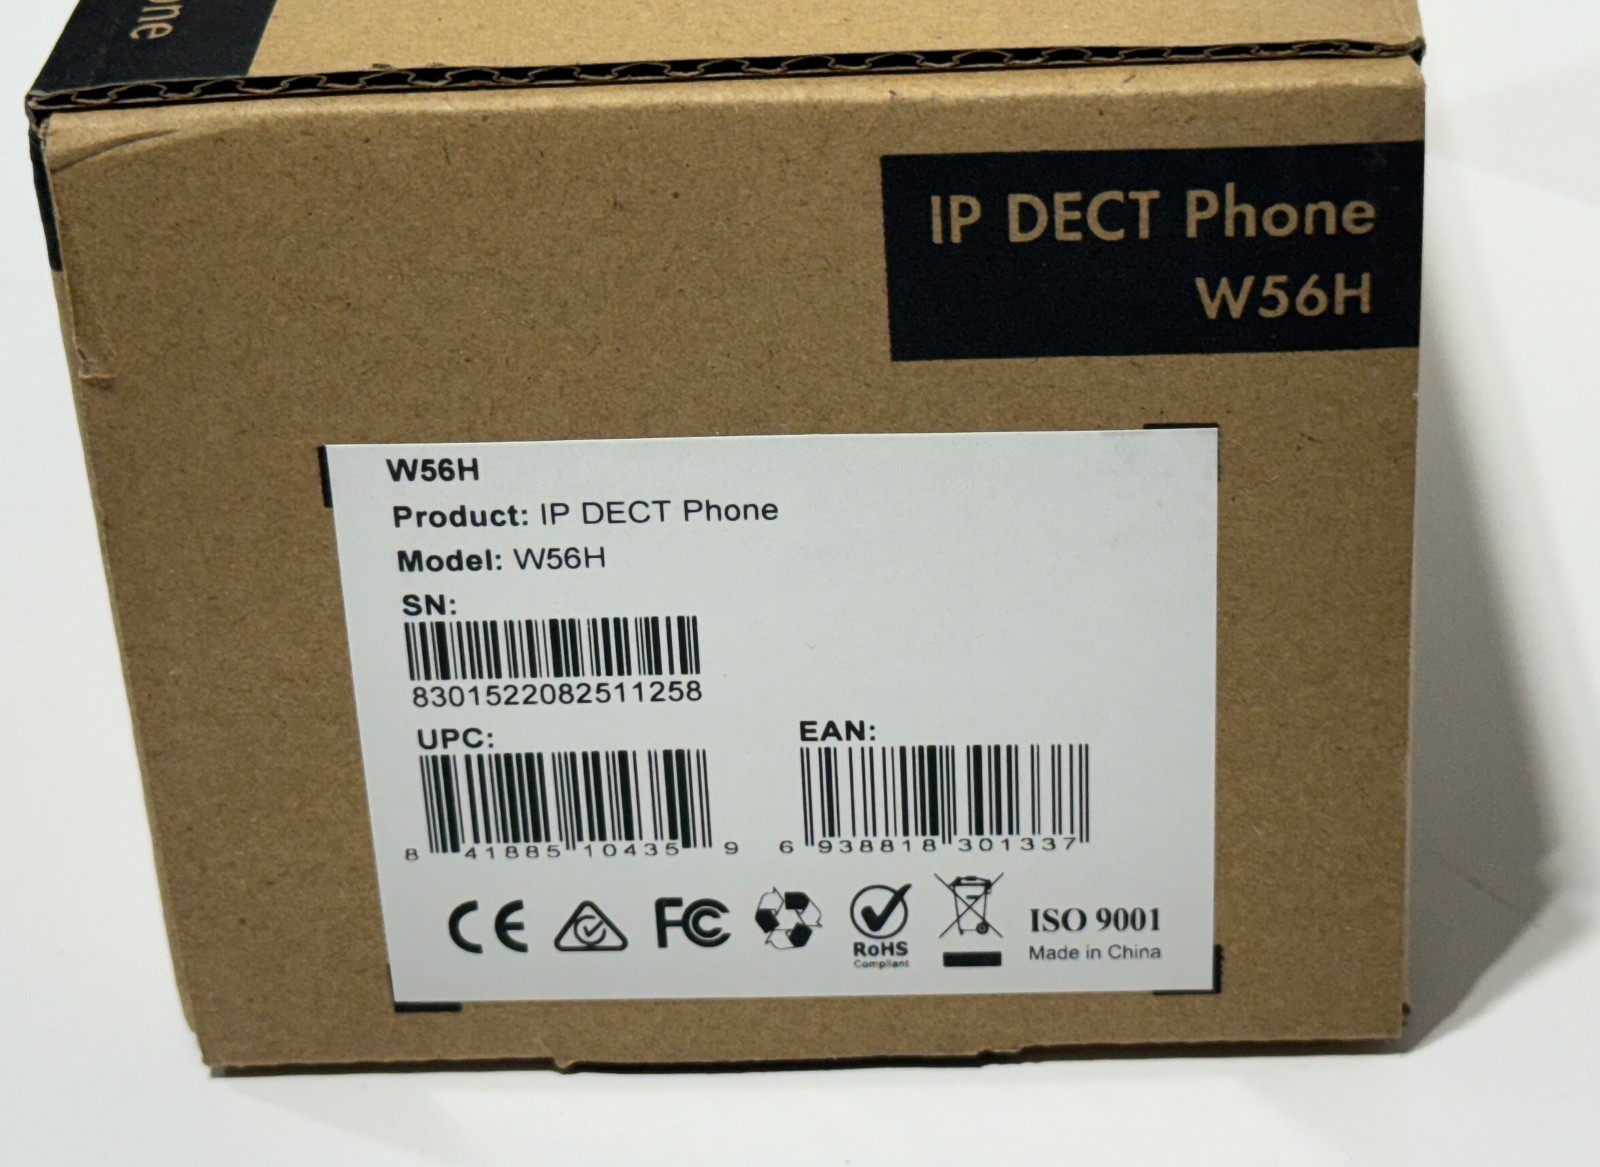 one
IP DECT Phone
W56H
W56H
Product: IP DECT Phone
Model: W56H
SN:
8301522082511258
UPC:
8 41885 10435 9
EAN:
6 938818 301337
CE
FC
RoHS
Compliant
ISO 9001
Made in China